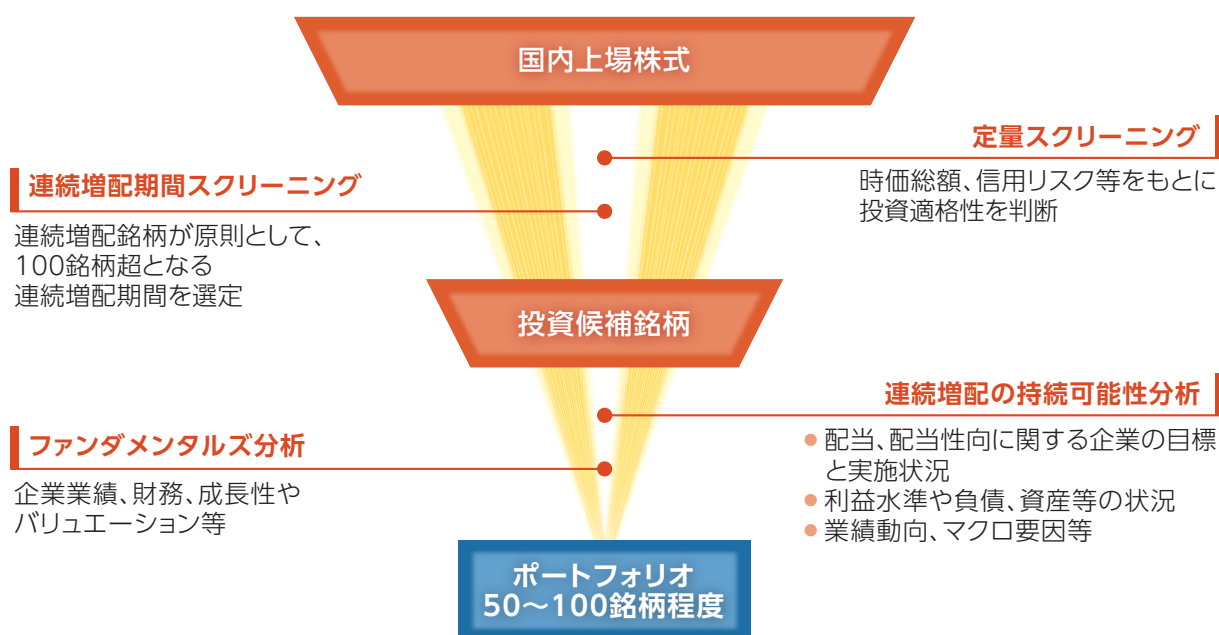 国内上場株式
定量スクリーニング
時価総額、信用リスク等をもとに
投資適格性を判断
連続増配期間スクリーニング
連続増配銘柄が原則として、
100銘柄超となる
連続増配期間を選定
投資候補銘柄
連続増配の持続可能性分析
● 配当、配当性向に関する企業の目標
と実施状況
● 利益水準や負債、資産等の状況
● 業績動向、マクロ要因等
ファンダメンタルズ分析
企業業績、財務、成長性や
バリュエーション等
ポートフォリオ
50～100銘柄程度